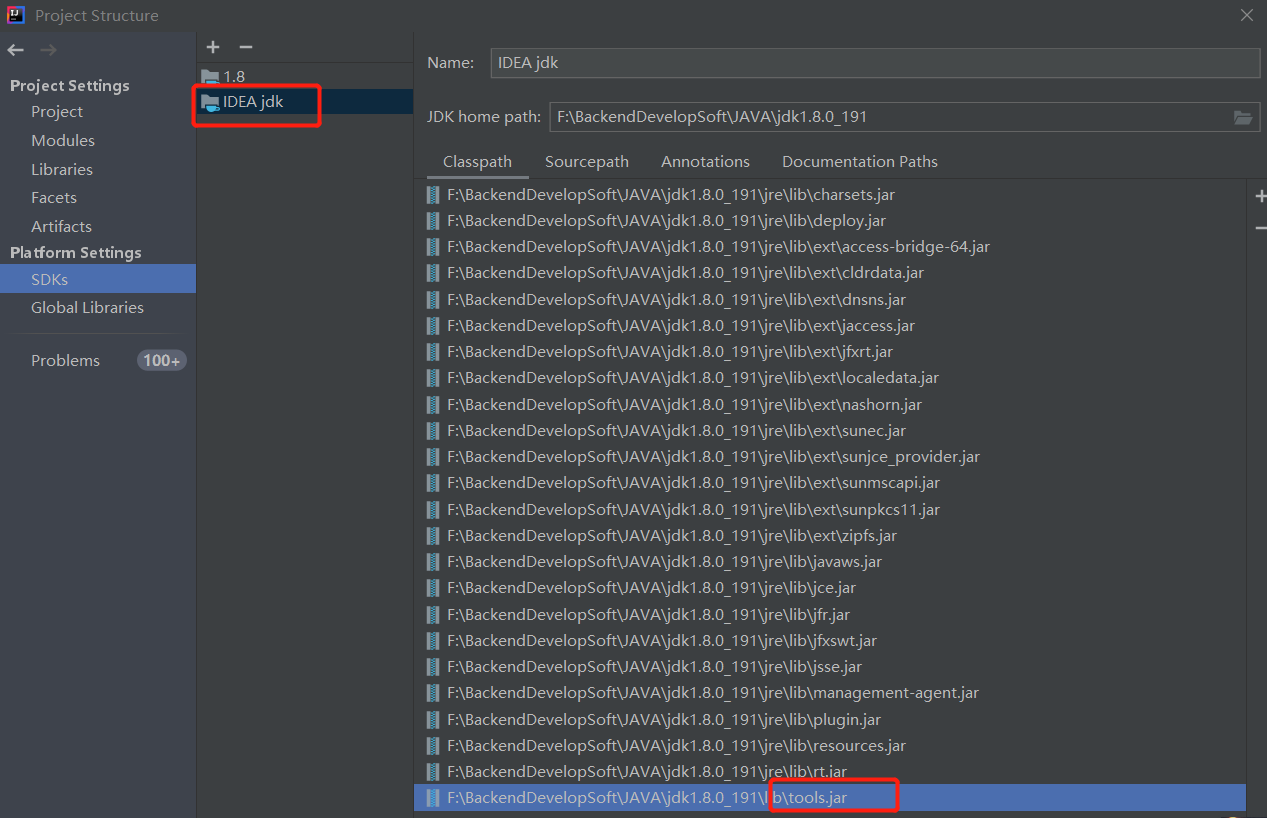 Project Structure
Project Settings
Project
Modules
Libraries
Facets
Artifacts
Platform Settings
SDKs
Global Libraries
Problems 100+
1.8
IDEA jdk
Name: IDEA jdk
JDK home path: F:\BackendDevelopSoft\JAVA\jdk1.8.0_191
Classpath Sourcepath Annotations Documentation Paths
F:\BackendDevelopSoft\JAVA\jdk1.8.0_191\jre\lib\charsets.jar
F:\BackendDevelopSoft\JAVA\jdk1.8.0_191\jre\lib\deploy.jar
F:\BackendDevelopSoft\JAVA\jdk1.8.0_191\jre\lib\ext\access-bridge-64.jar
F:\BackendDevelopSoft\JAVA\jdk1.8.0_191\jre\lib\ext\cldrdata.jar
F:\BackendDevelopSoft\JAVA\jdk1.8.0_191\jre\lib\ext\dnsns.jar
F:\BackendDevelopSoft\JAVA\jdk1.8.0_191\jre\lib\ext\jaccess.jar
F:\BackendDevelopSoft\JAVA\jdk1.8.0_191\jre\lib\ext\jfxrt.jar
F:\BackendDevelopSoft\JAVA\jdk1.8.0_191\jre\lib\ext\localedata.jar
F:\BackendDevelopSoft\JAVA\jdk1.8.0_191\jre\lib\ext\nashorn.jar
F:\BackendDevelopSoft\JAVA\jdk1.8.0_191\jre\lib\ext\sunec.jar
F:\BackendDevelopSoft\JAVA\jdk1.8.0_191\jre\lib\ext\sunjce_provider.jar
F:\BackendDevelopSoft\JAVA\jdk1.8.0_191\jre\lib\ext\sunmscapi.jar
F:\BackendDevelopSoft\JAVA\jdk1.8.0_191\jre\lib\ext\sunpkcs11.jar
F:\BackendDevelopSoft\JAVA\jdk1.8.0_191\jre\lib\ext\zipfs.jar
F:\BackendDevelopSoft\JAVA\jdk1.8.0_191\jre\lib\javaws.jar
F:\BackendDevelopSoft\JAVA\jdk1.8.0_191\jre\lib\jce.jar
F:\BackendDevelopSoft\JAVA\jdk1.8.0_191\jre\lib\jfr.jar
F:\BackendDevelopSoft\JAVA\jdk1.8.0_191\jre\lib\jfxswt.jar
F:\BackendDevelopSoft\JAVA\jdk1.8.0_191\jre\lib\jsse.jar
F:\BackendDevelopSoft\JAVA\jdk1.8.0_191\jre\lib\management-agent.jar
F:\BackendDevelopSoft\JAVA\jdk1.8.0_191\jre\lib\plugin.jar
F:\BackendDevelopSoft\JAVA\jdk1.8.0_191\jre\lib\resources.jar
F:\BackendDevelopSoft\JAVA\jdk1.8.0_191\jre\lib\rt.jar
F:\BackendDevelopSoft\JAVA\jdk1.8.0_191\lib\tools.jar